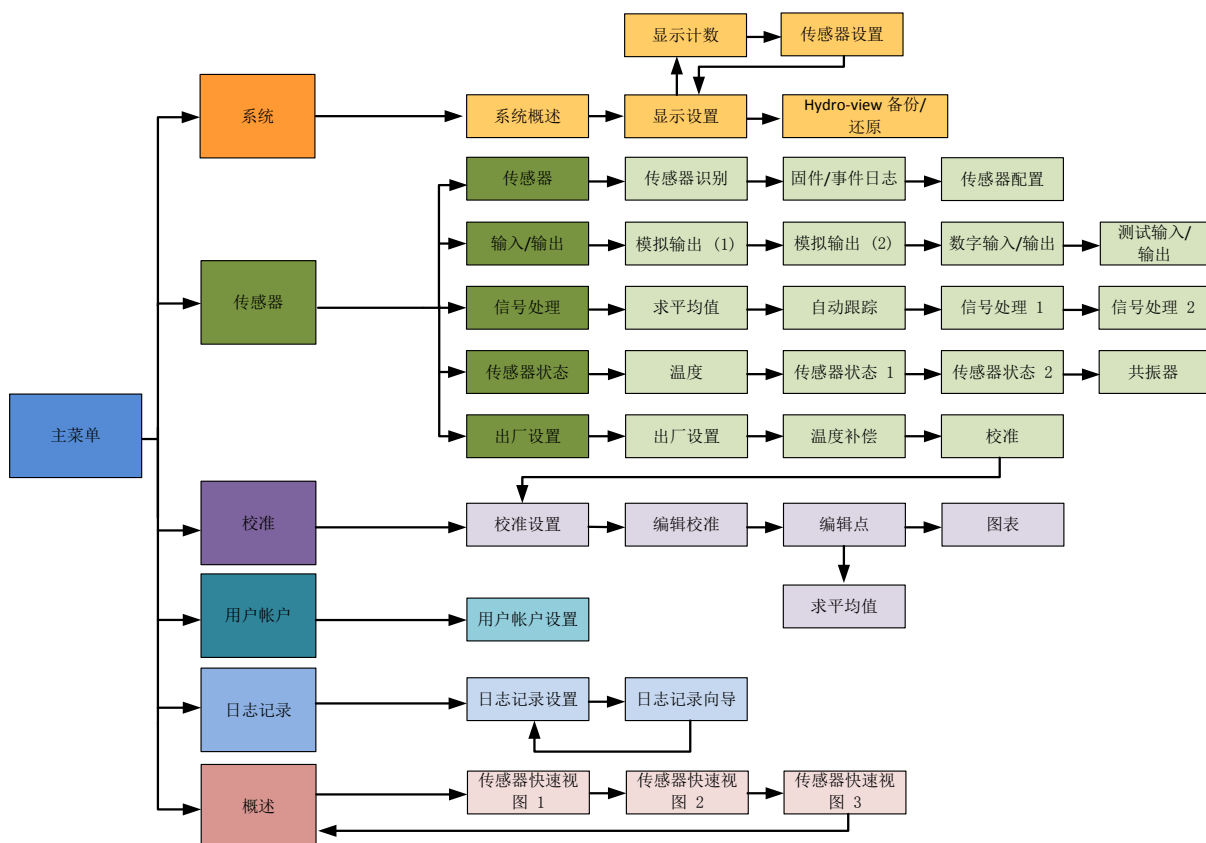 显示计数
传感器设置
系统
系统概述
显示设置
Hydro-view 备份/
还原
传感器
传感器识别
固件/事件日志
传感器配置
输入/输出
模拟输出 (1)
模拟输出 (2)
数字输入/输出
测试输入/
输出
传感器
信号处理
求平均值
自动跟踪
信号处理 1
信号处理 2
传感器状态
温度
传感器状态 1
传感器状态 2
共振器
主菜单
出厂设置
出厂设置
温度补偿
校准
校准
校准设置
编辑校准
编辑点
图表
求平均值
用户帐户
用户帐户设置
日志记录
日志记录设置
日志记录向导
概述
传感器快速视
图 1
传感器快速视
图 2
传感器快速视
图 3